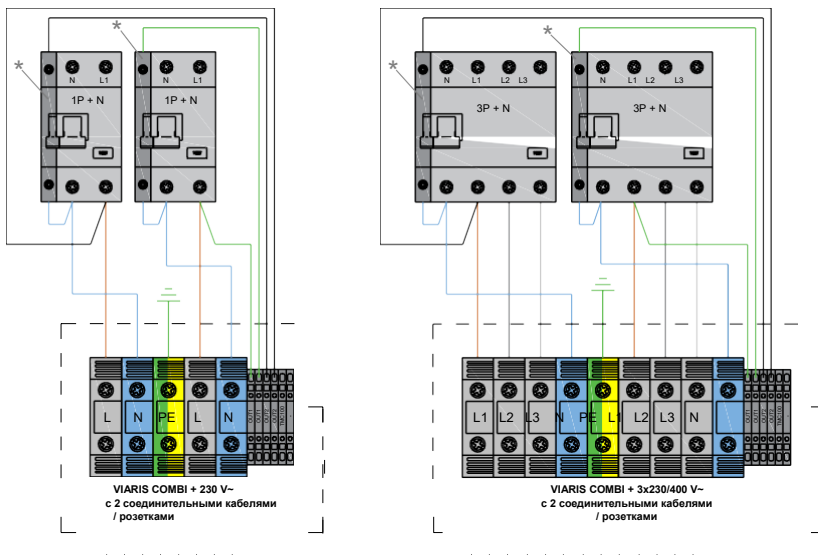 * *
N L1
1P + N
N L1
1P + N
L N PE L N
VIARIS COMBI + 230 V~
с 2 соединительными кабелями
/ розетками
* *
N L1 L2 L3
3P + N
N L1 L2 L3
3P + N
L1 L2 L3 N PE L1 L2 L3 N
VIARIS COMBI + 3x230/400 V~
с 2 соединительными кабелями
/ розетками